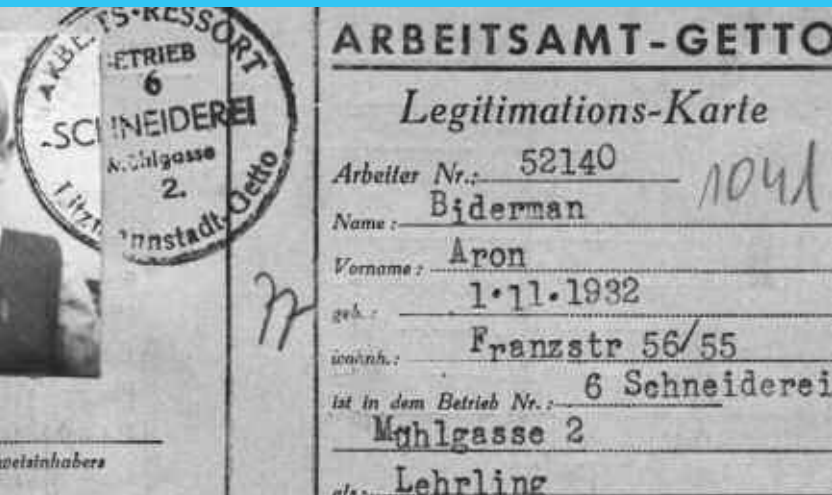 ARBEITS-RESSORT
BETRIEB
6
SCHNEIDEREI
Mühlgasse
2.
Litzmannstadt-Getto
weisinhabers
ARBEITSAMT-GETTO
Legitimations-Karte
Arbeiter Nr.: 52140
1041
Name: Biderman
Vorname: Aron
geb.: 1.11.1932
wohnh.: Franzstr 56/55
ist in dem Betrieb Nr.: 6 Schneiderei
Mühlgasse 2
als: Lehrling